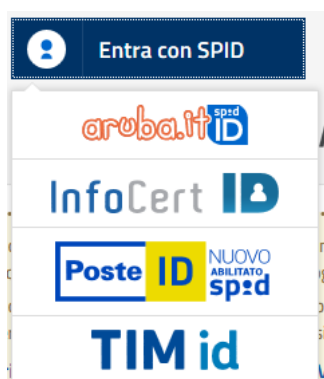 Entra con SPID
aruba.it spid ID
InfoCert ID
Poste ID NUOVO
ABILITATO
spid
TIM id